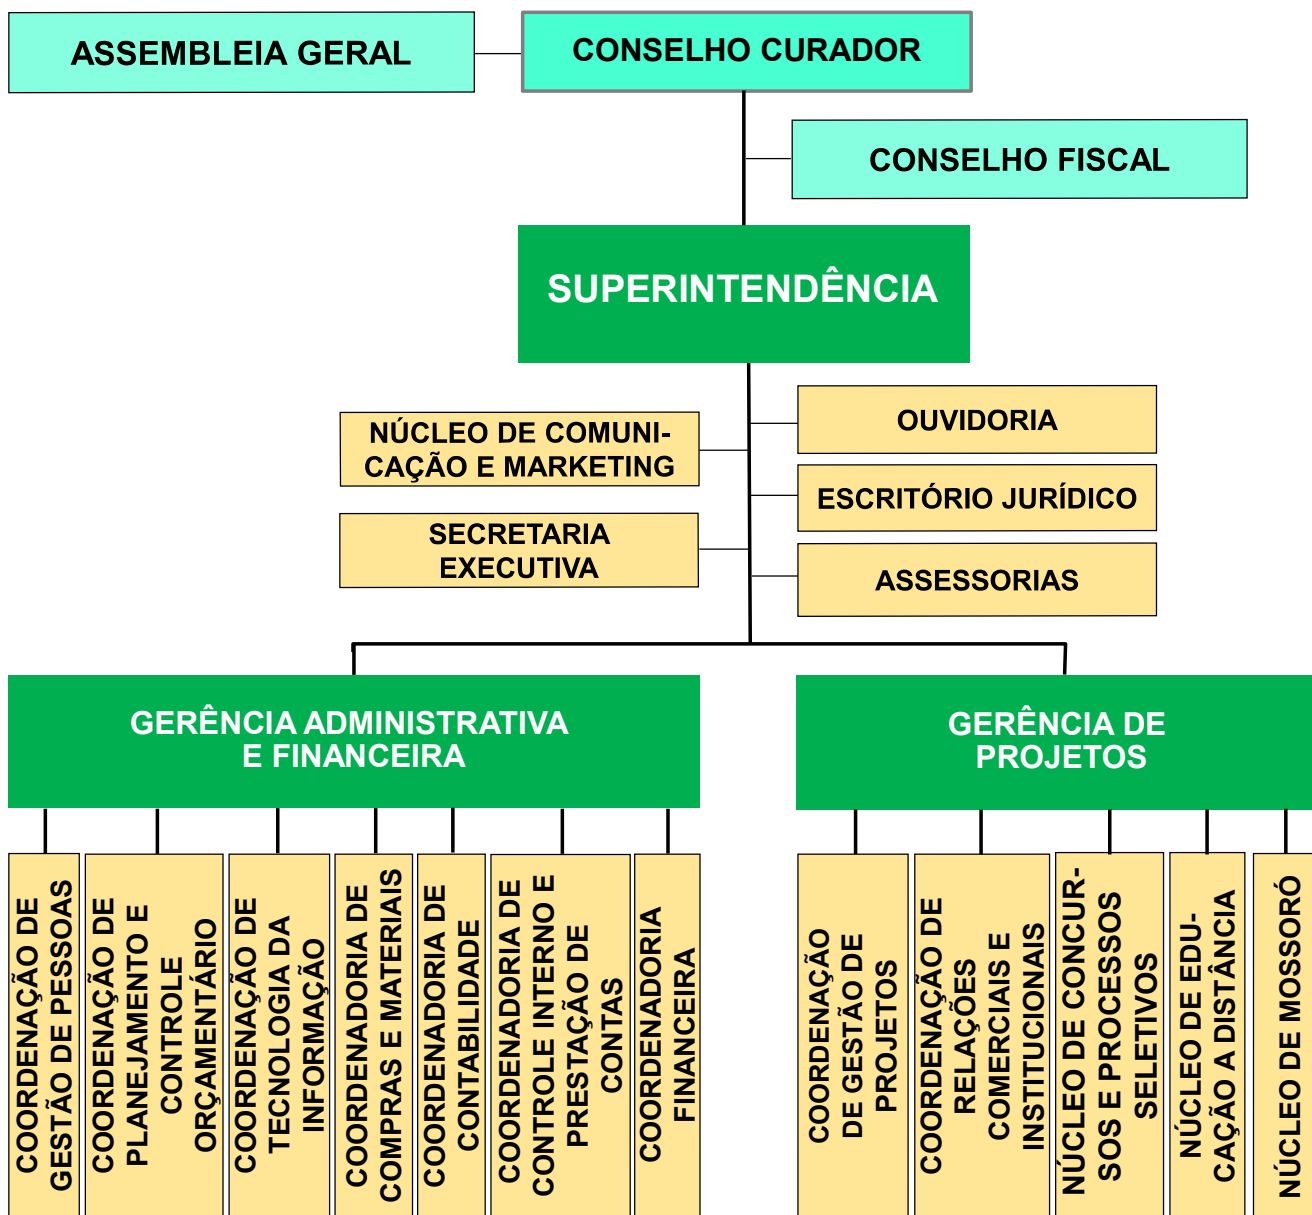 ASSEMBLEIA GERAL
CONSELHO CURADOR
CONSELHO FISCAL
SUPERINTENDÊNCIA
NÚCLEO DE COMUNI-
CAÇÃO E MARKETING
OUVIDORIA
ESCRITÓRIO JURÍDICO
SECRETARIA
EXECUTIVA
ASSESSORIAS
GERÊNCIA ADMINISTRATIVA
E FINANCEIRA
GERÊNCIA DE
PROJETOS
COORDENAÇÃO DE
GESTÃO DE PESSOAS
COORDENAÇÃO DE
PLANEJAMENTO E
CONTROLE
ORÇAMENTÁRIO
COORDENAÇÃO DE
TECNOLOGIA DA
INFORMAÇÃO
COORDENADORIA DE
COMPRAS E MATERIAIS
COORDENADORIA DE
CONTABILIDADE
COORDENADORIA DE
CONTROLE INTERNO E
PRESTAÇÃO DE
CONTAS
COORDENADORIA
FINANCEIRA
COORDENAÇÃO
DE GESTÃO DE
PROJETOS
COORDENAÇÃO DE
RELAÇÕES
COMERCIAIS E
INSTITUCIONAIS
NÚCLEO DE CONCUR-
SOS E PROCESSOS
SELETIVOS
NÚCLEO DE EDU-
CAÇÃO A DISTÂNCIA
NÚCLEO DE MOSSORÓ